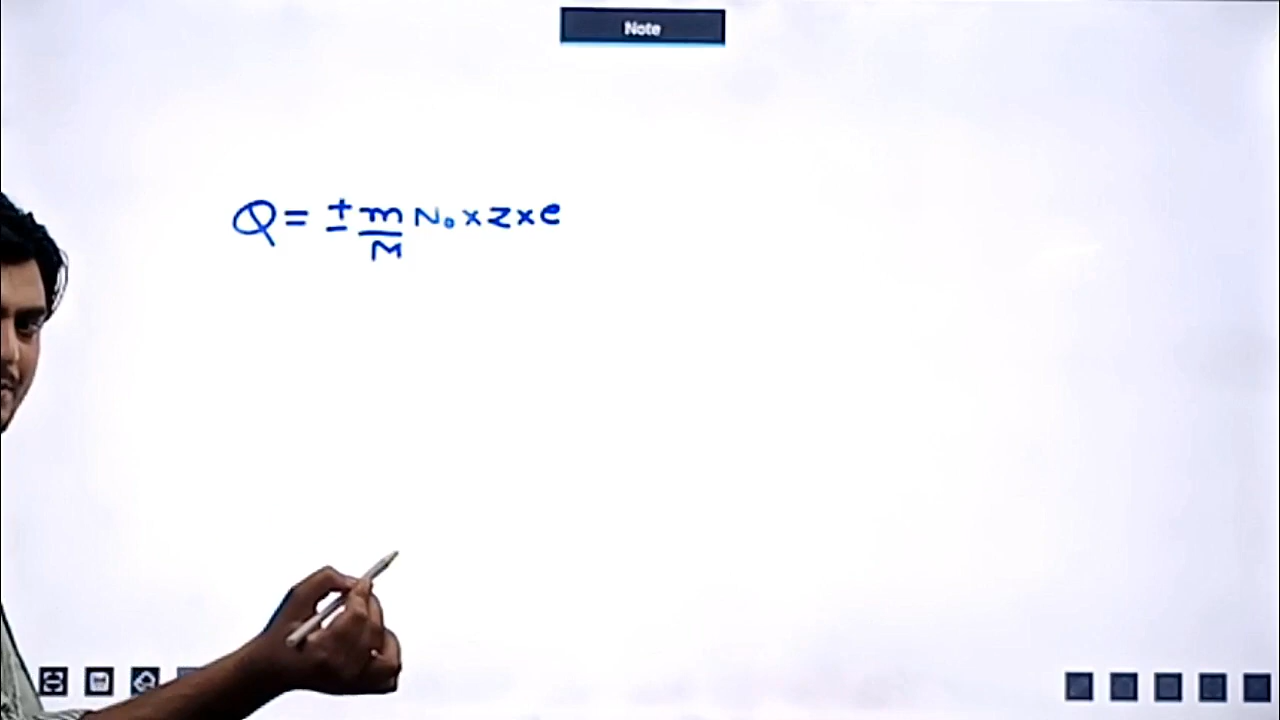 Note
Q = ± m/M N₀ × Z × e